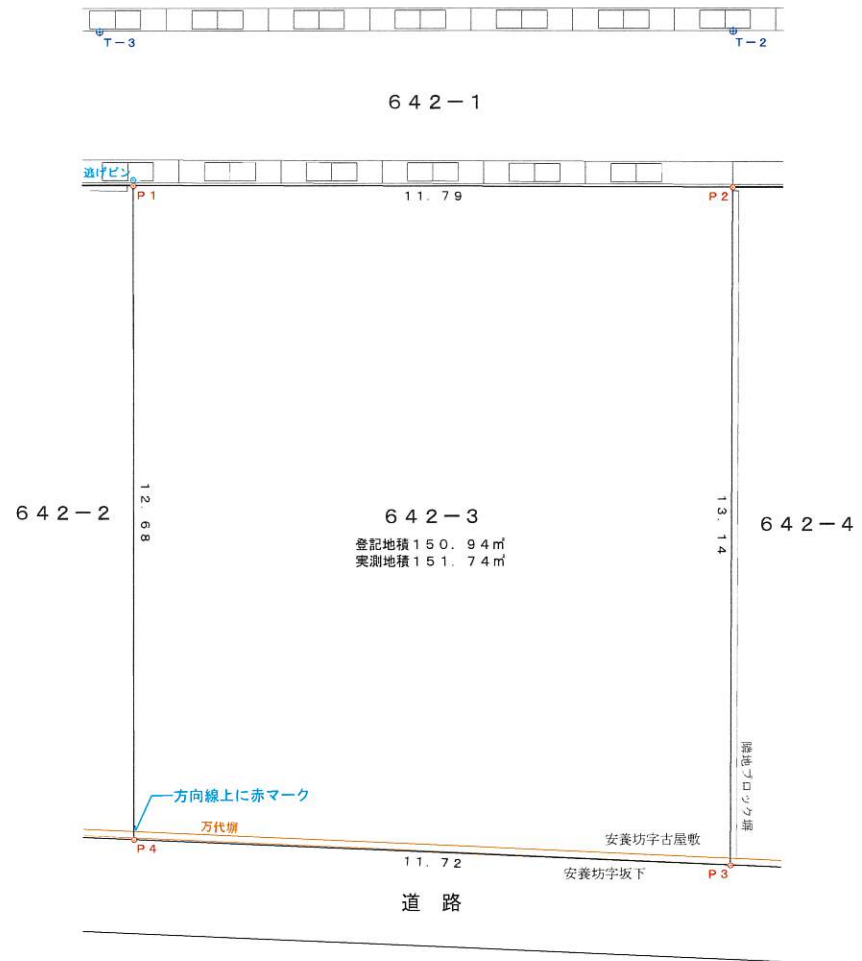 T－3
T－2
642－1
逃げピン
P1
11．79
P2
12．68
13．14
642－2
642－3
642－4
登記地積150．94㎡
実測地積151．74㎡
隣地ブロック塀
方向線上に赤マーク
万代塀
安養坊字古屋敷
P4
11．72
安養坊字坂下
P3
道　路